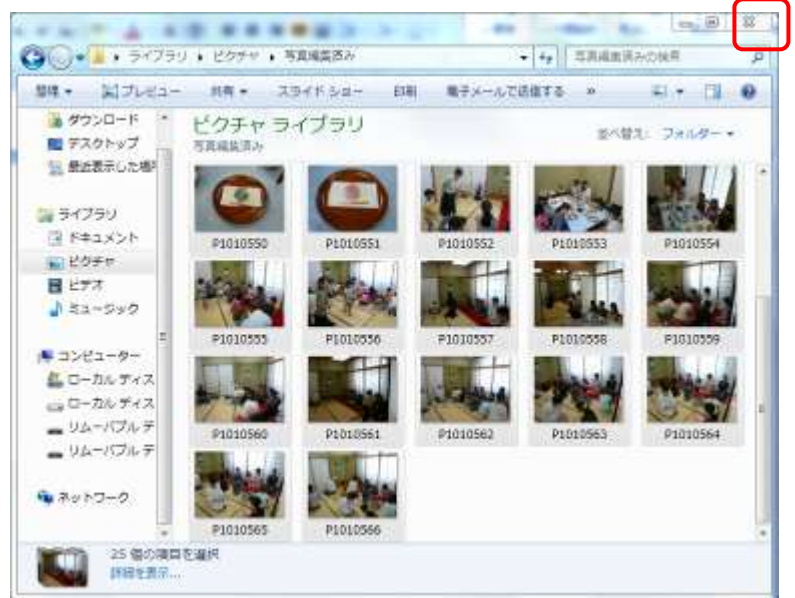 ライブラリ ▸ ピクチャ ▸ 写真編集済み
写真編集済みの検索
整理 プレビュー 共有 スライド ショー 印刷 電子メールで送信する »
ダウンロード
デスクトップ
最近表示した場所
ライブラリ
ドキュメント
ピクチャ
ビデオ
ミュージック
コンピューター
ローカル ディス
ローカル ディス
リムーバブル デ
リムーバブル デ
ネットワーク
ピクチャ ライブラリ
写真編集済み
並べ替え: フォルダー
P1010550 P1010551 P1010552 P1010553 P1010554
P1010555 P1010556 P1010557 P1010558 P1010559
P1010560 P1010561 P1010562 P1010563 P1010564
P1010565 P1010566
25 個の項目を選択
詳細を表示...